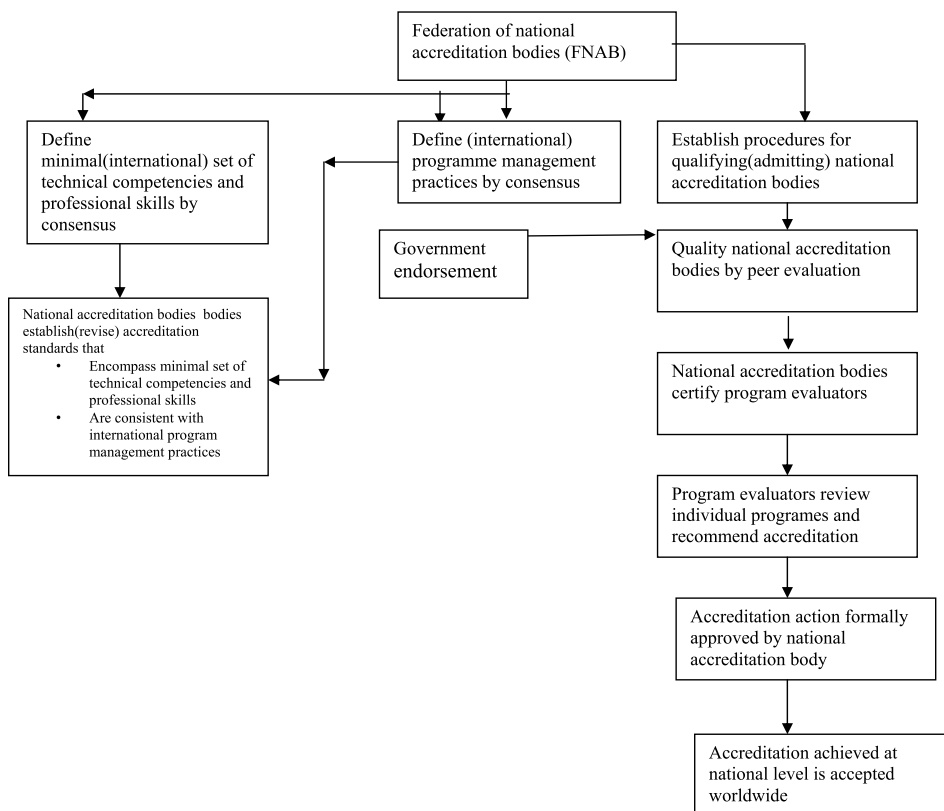 Federation of national
accreditation bodies (FNAB)
Define
minimal(international) set of
technical competencies and
professional skills by
consensus
Define (international)
programme management
practices by consensus
Establish procedures for
qualifying(admitting) national
accreditation bodies
Government
endorsement
Quality national accreditation
bodies by peer evaluation
National accreditation bodies  bodies
establish(revise) accreditation
standards that
• Encompass minimal set of
technical competencies and
professional skills
• Are consistent with
international program
management practices
National accreditation bodies
certify program evaluators
Program evaluators review
individual programes and
recommend accreditation
Accreditation action formally
approved by national
accreditation body
Accreditation achieved at
national level is accepted
worldwide